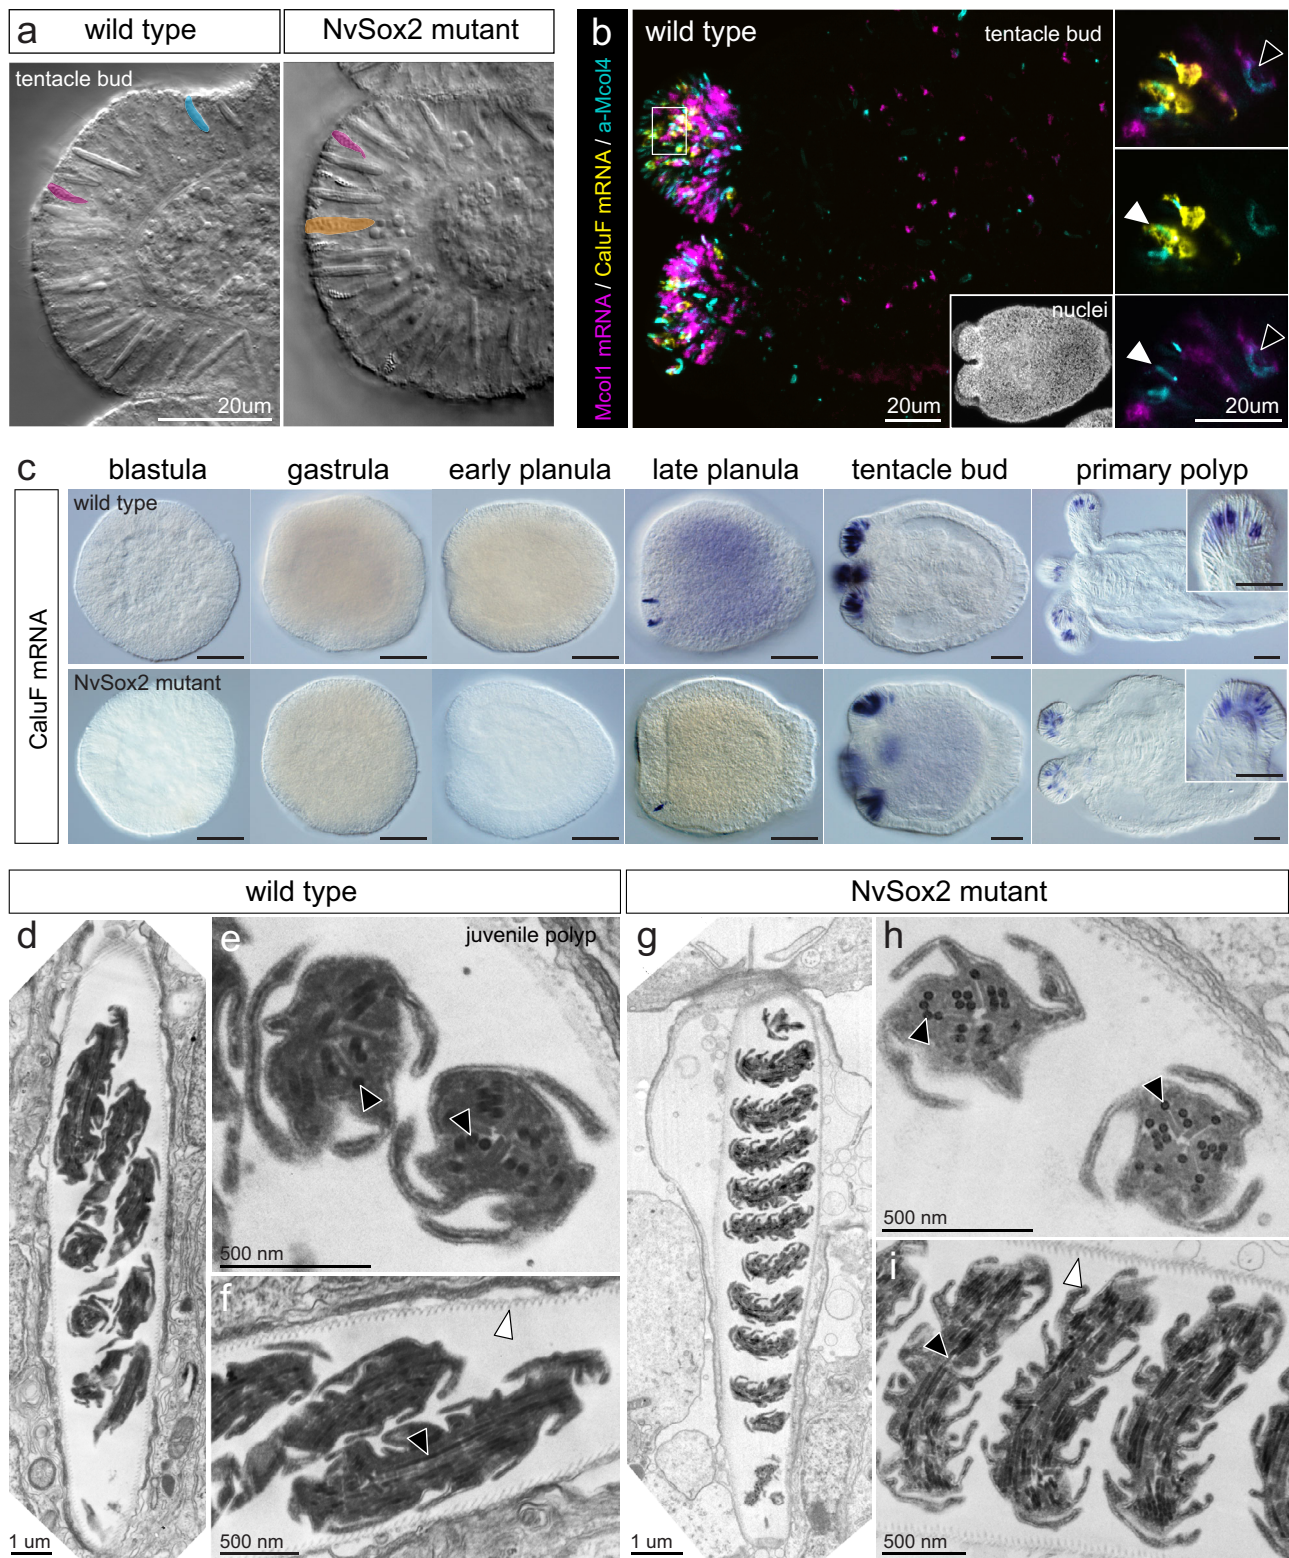 a
wild type
NvSox2 mutant
tentacle bud
20um
b
wild type
tentacle bud
Mcol1 mRNA / CaluF mRNA / a-Mcol4
20um
nuclei
20um
c
blastula
gastrula
early planula
late planula
tentacle bud
primary polyp
CaluF mRNA
wild type
NvSox2 mutant
wild type
NvSox2 mutant
d
1 um
e
juvenile polyp
500 nm
f
500 nm
g
1 um
h
500 nm
i
500 nm